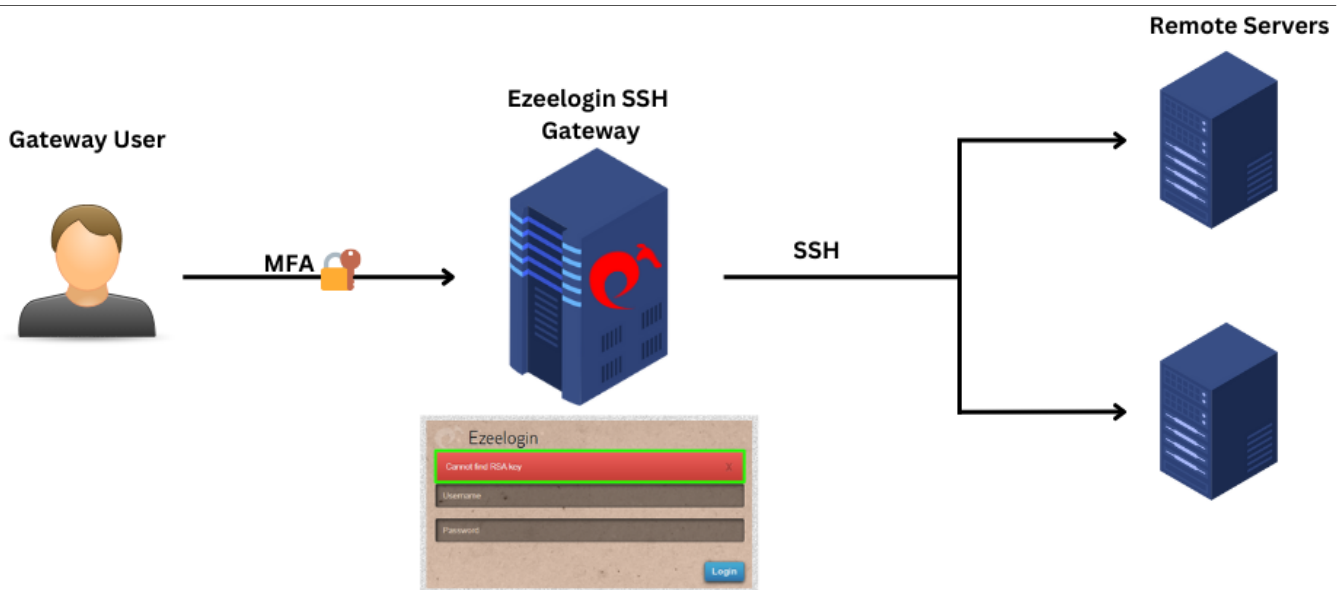 Remote Servers
Ezeelogin SSH
Gateway
Gateway User
MFA
SSH
Ezeelogin
Cannot find RSA key X
Username
Password
Login